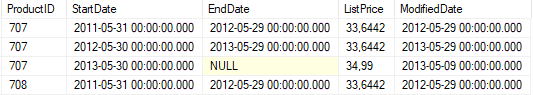 ProductID StartDate EndDate ListPrice ModifiedDate
707 2011-05-31 00:00:00.000 2012-05-29 00:00:00.000 33,6442 2012-05-29 00:00:00.000
707 2012-05-30 00:00:00.000 2013-05-29 00:00:00.000 33,6442 2013-05-29 00:00:00.000
707 2013-05-30 00:00:00.000 NULL 34,99 2013-05-09 00:00:00.000
708 2011-05-31 00:00:00.000 2012-05-29 00:00:00.000 33,6442 2012-05-29 00:00:00.000